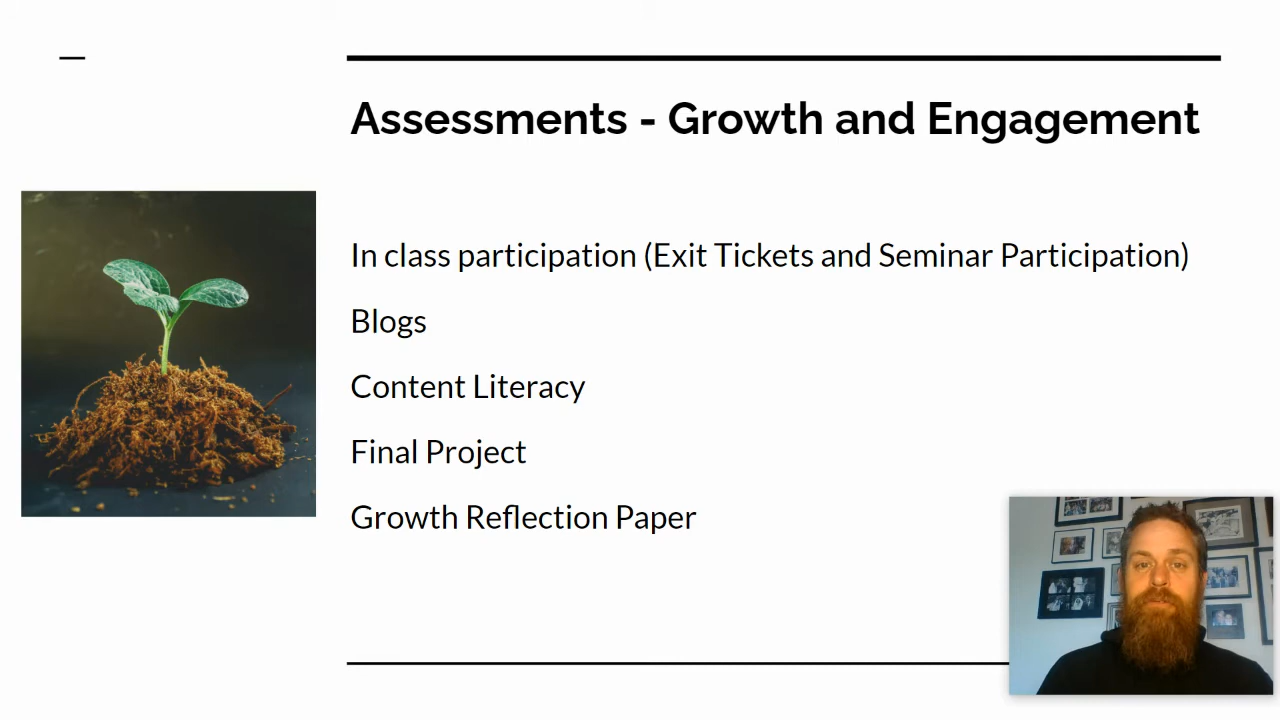 Assessments - Growth and Engagement
In class participation (Exit Tickets and Seminar Participation)
Blogs
Content Literacy
Final Project
Growth Reflection Paper